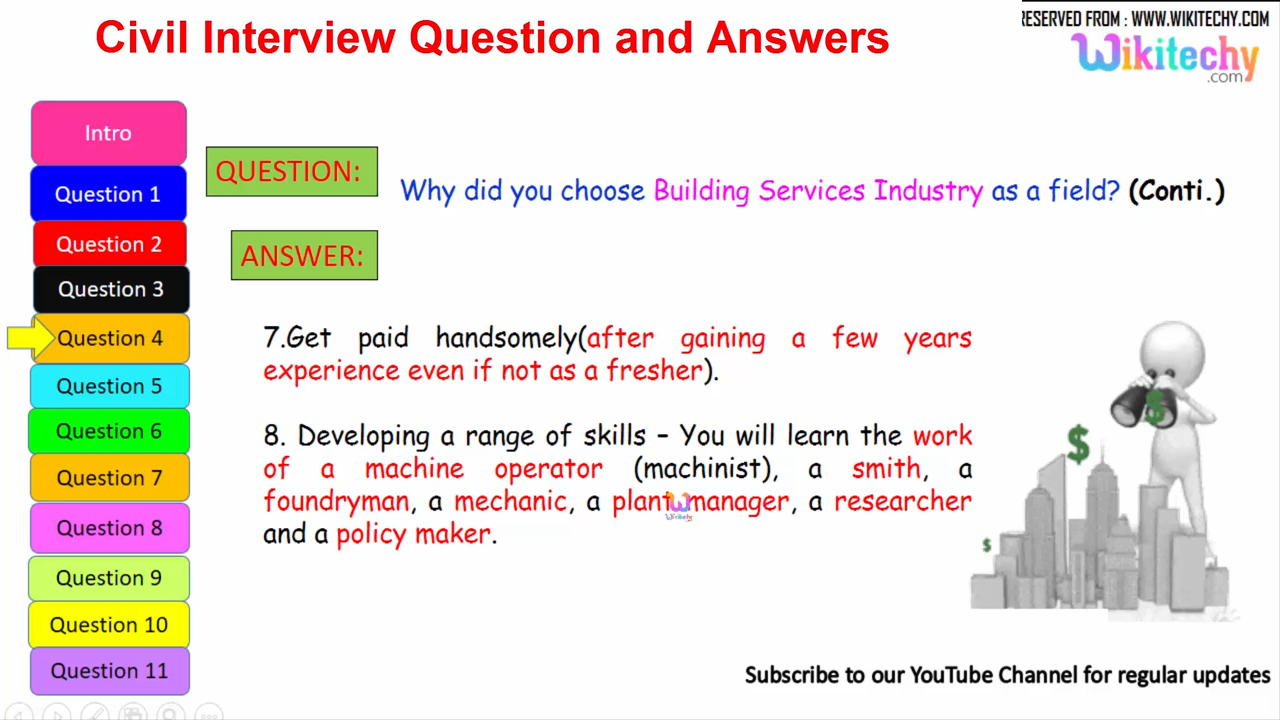 Civil Interview Question and Answers
RESERVED FROM : WWW.WIKITECHY.COM
Wikitechy
.com
Intro
Question 1
Question 2
Question 3
Question 4
Question 5
Question 6
Question 7
Question 8
Question 9
Question 10
Question 11
QUESTION:
Why did you choose Building Services Industry as a field? (Conti.)
ANSWER:
7.Get paid handsomely(after gaining a few years
experience even if not as a fresher).
8. Developing a range of skills – You will learn the work
of a machine operator (machinist), a smith, a
foundryman, a mechanic, a plant manager, a researcher
and a policy maker.
Wikitechy
$
$
$
Subscribe to our YouTube Channel for regular updates